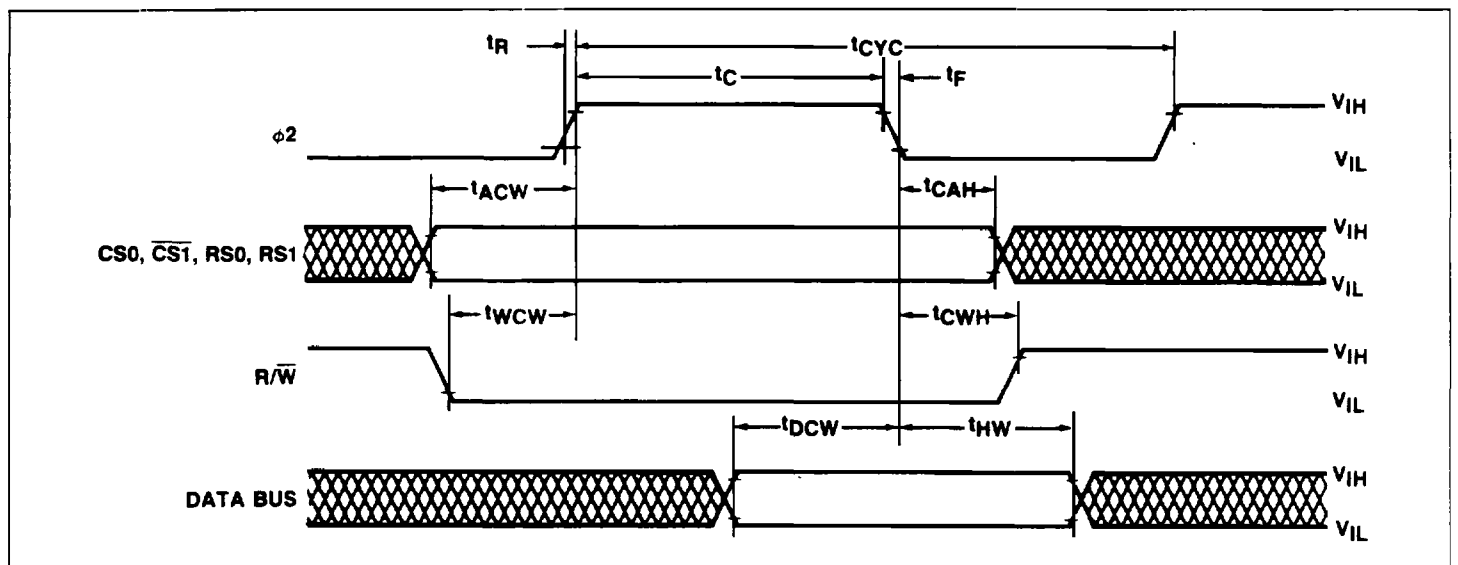 tR
tCYC
tC
tF
VIH
ϕ2
VIL
tACW
tCAH
VIH
CS0, C̅S̅1̅, RS0, RS1
VIL
tWCW
tCWH
VIH
R/W̅
VIL
tDCW
tHW
VIH
DATA BUS
VIL